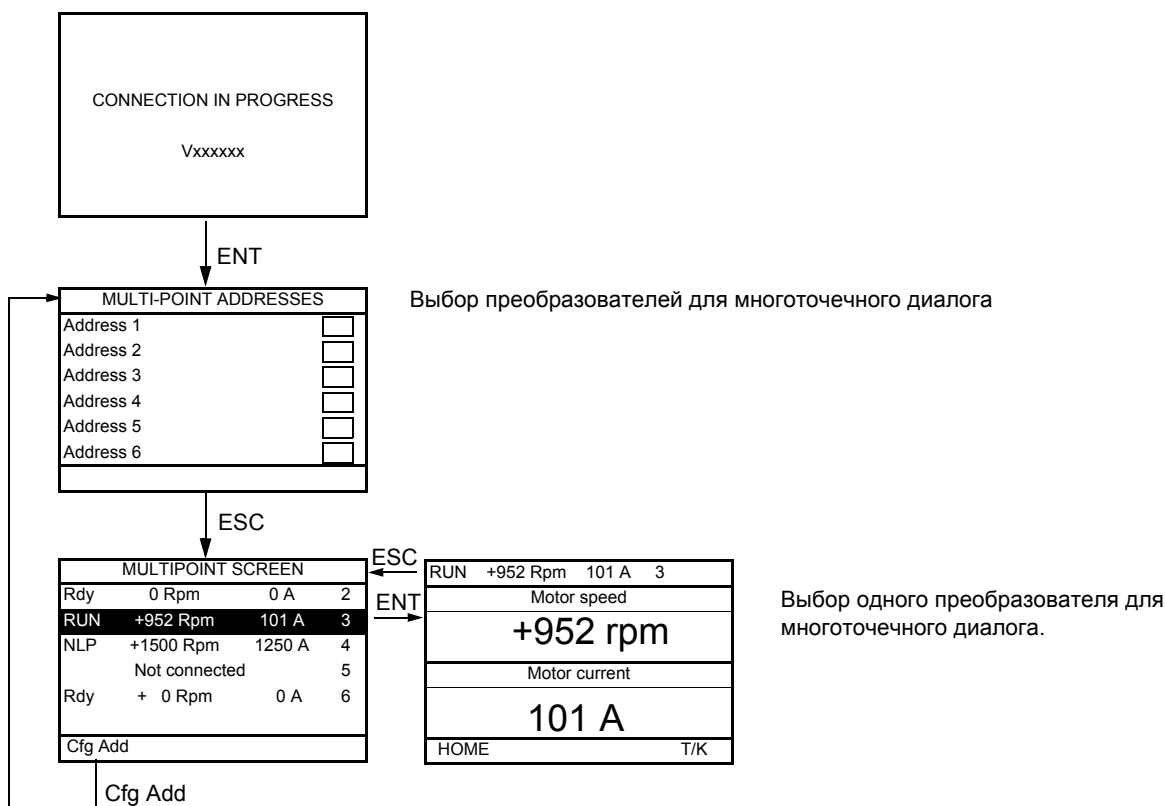 CONNECTION IN PROGRESS
Vxxxxxx
ENT
MULTI-POINT ADDRESSES
Выбор преобразователей для многоточечного диалога
Address 1
Address 2
Address 3
Address 4
Address 5
Address 6
ESC
MULTIPOINT SCREEN
Rdy 0 Rpm 0 A 2
RUN +952 Rpm 101 A 3
NLP +1500 Rpm 1250 A 4
Not connected 5
Rdy + 0 Rpm 0 A 6
Cfg Add
ESC
ENT
RUN +952 Rpm 101 A 3
Motor speed
+952 rpm
Motor current
101 A
HOME T/K
Выбор одного преобразователя для
многоточечного диалога.
Cfg Add